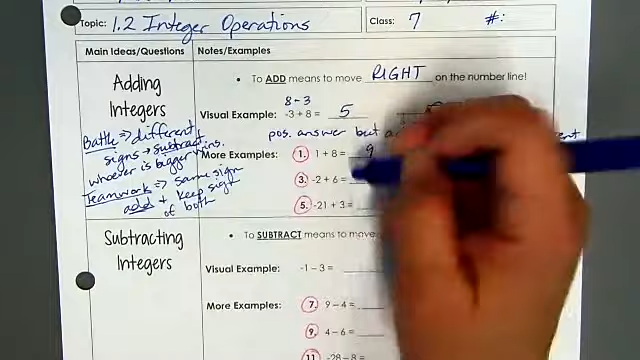 Topic: 1.2 Integer Operations
Class: 7 #:
Main Ideas/Questions
Notes/Examples
Adding
Integers
Battle => different
signs → subtract
whoever is bigger wins.
Teamwork => same sign
add + keep sign
of both
• To ADD means to move RIGHT on the number line!
8 - 3
Visual Example: -3 + 8 = 5
pos. answer but
More Examples: 1. 1 + 8 = 9
3. -2 + 6 =
5. -21 + 3 =
Subtracting
Integers
• To SUBTRACT means to move
Visual Example: -1 - 3 =
More Examples: 7. 9 - 4 =
9. 4 - 6 =
11. -28 - 8 =